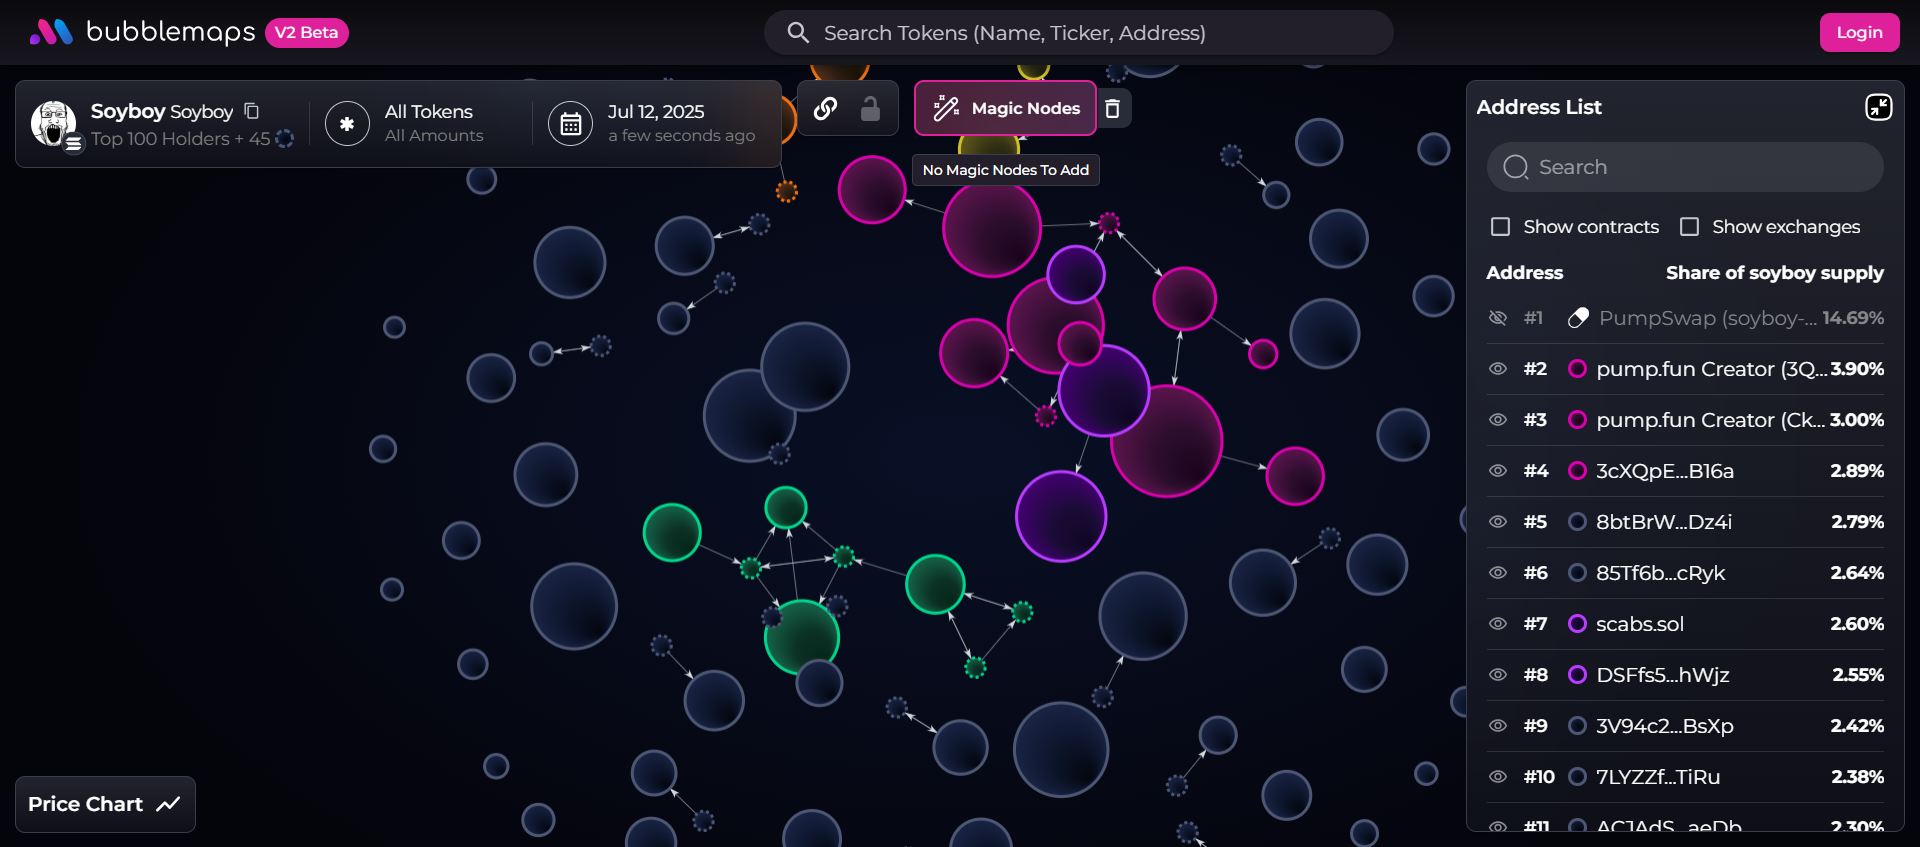 bubblemaps V2 Beta
Search Tokens (Name, Ticker, Address)
Login
Soyboy Soyboy
Top 100 Holders + 45
All Tokens
All Amounts
Jul 12, 2025
a few seconds ago
Magic Nodes
No Magic Nodes To Add
Address List
Search
Show contracts
Show exchanges
Address Share of soyboy supply
#1 PumpSwap (soyboy-... 14.69%
#2 pump.fun Creator (3Q... 3.90%
#3 pump.fun Creator (Ck... 3.00%
#4 3cXQpE...B16a 2.89%
#5 8btBrW...Dz4i 2.79%
#6 85Tf6b...cRyk 2.64%
#7 scabs.sol 2.60%
#8 DSFfs5...hWjz 2.55%
#9 3V94c2...BsXp 2.42%
#10 7LYZZf...TiRu 2.38%
#11 ACJAdS...aeDb 2.30%
Price Chart